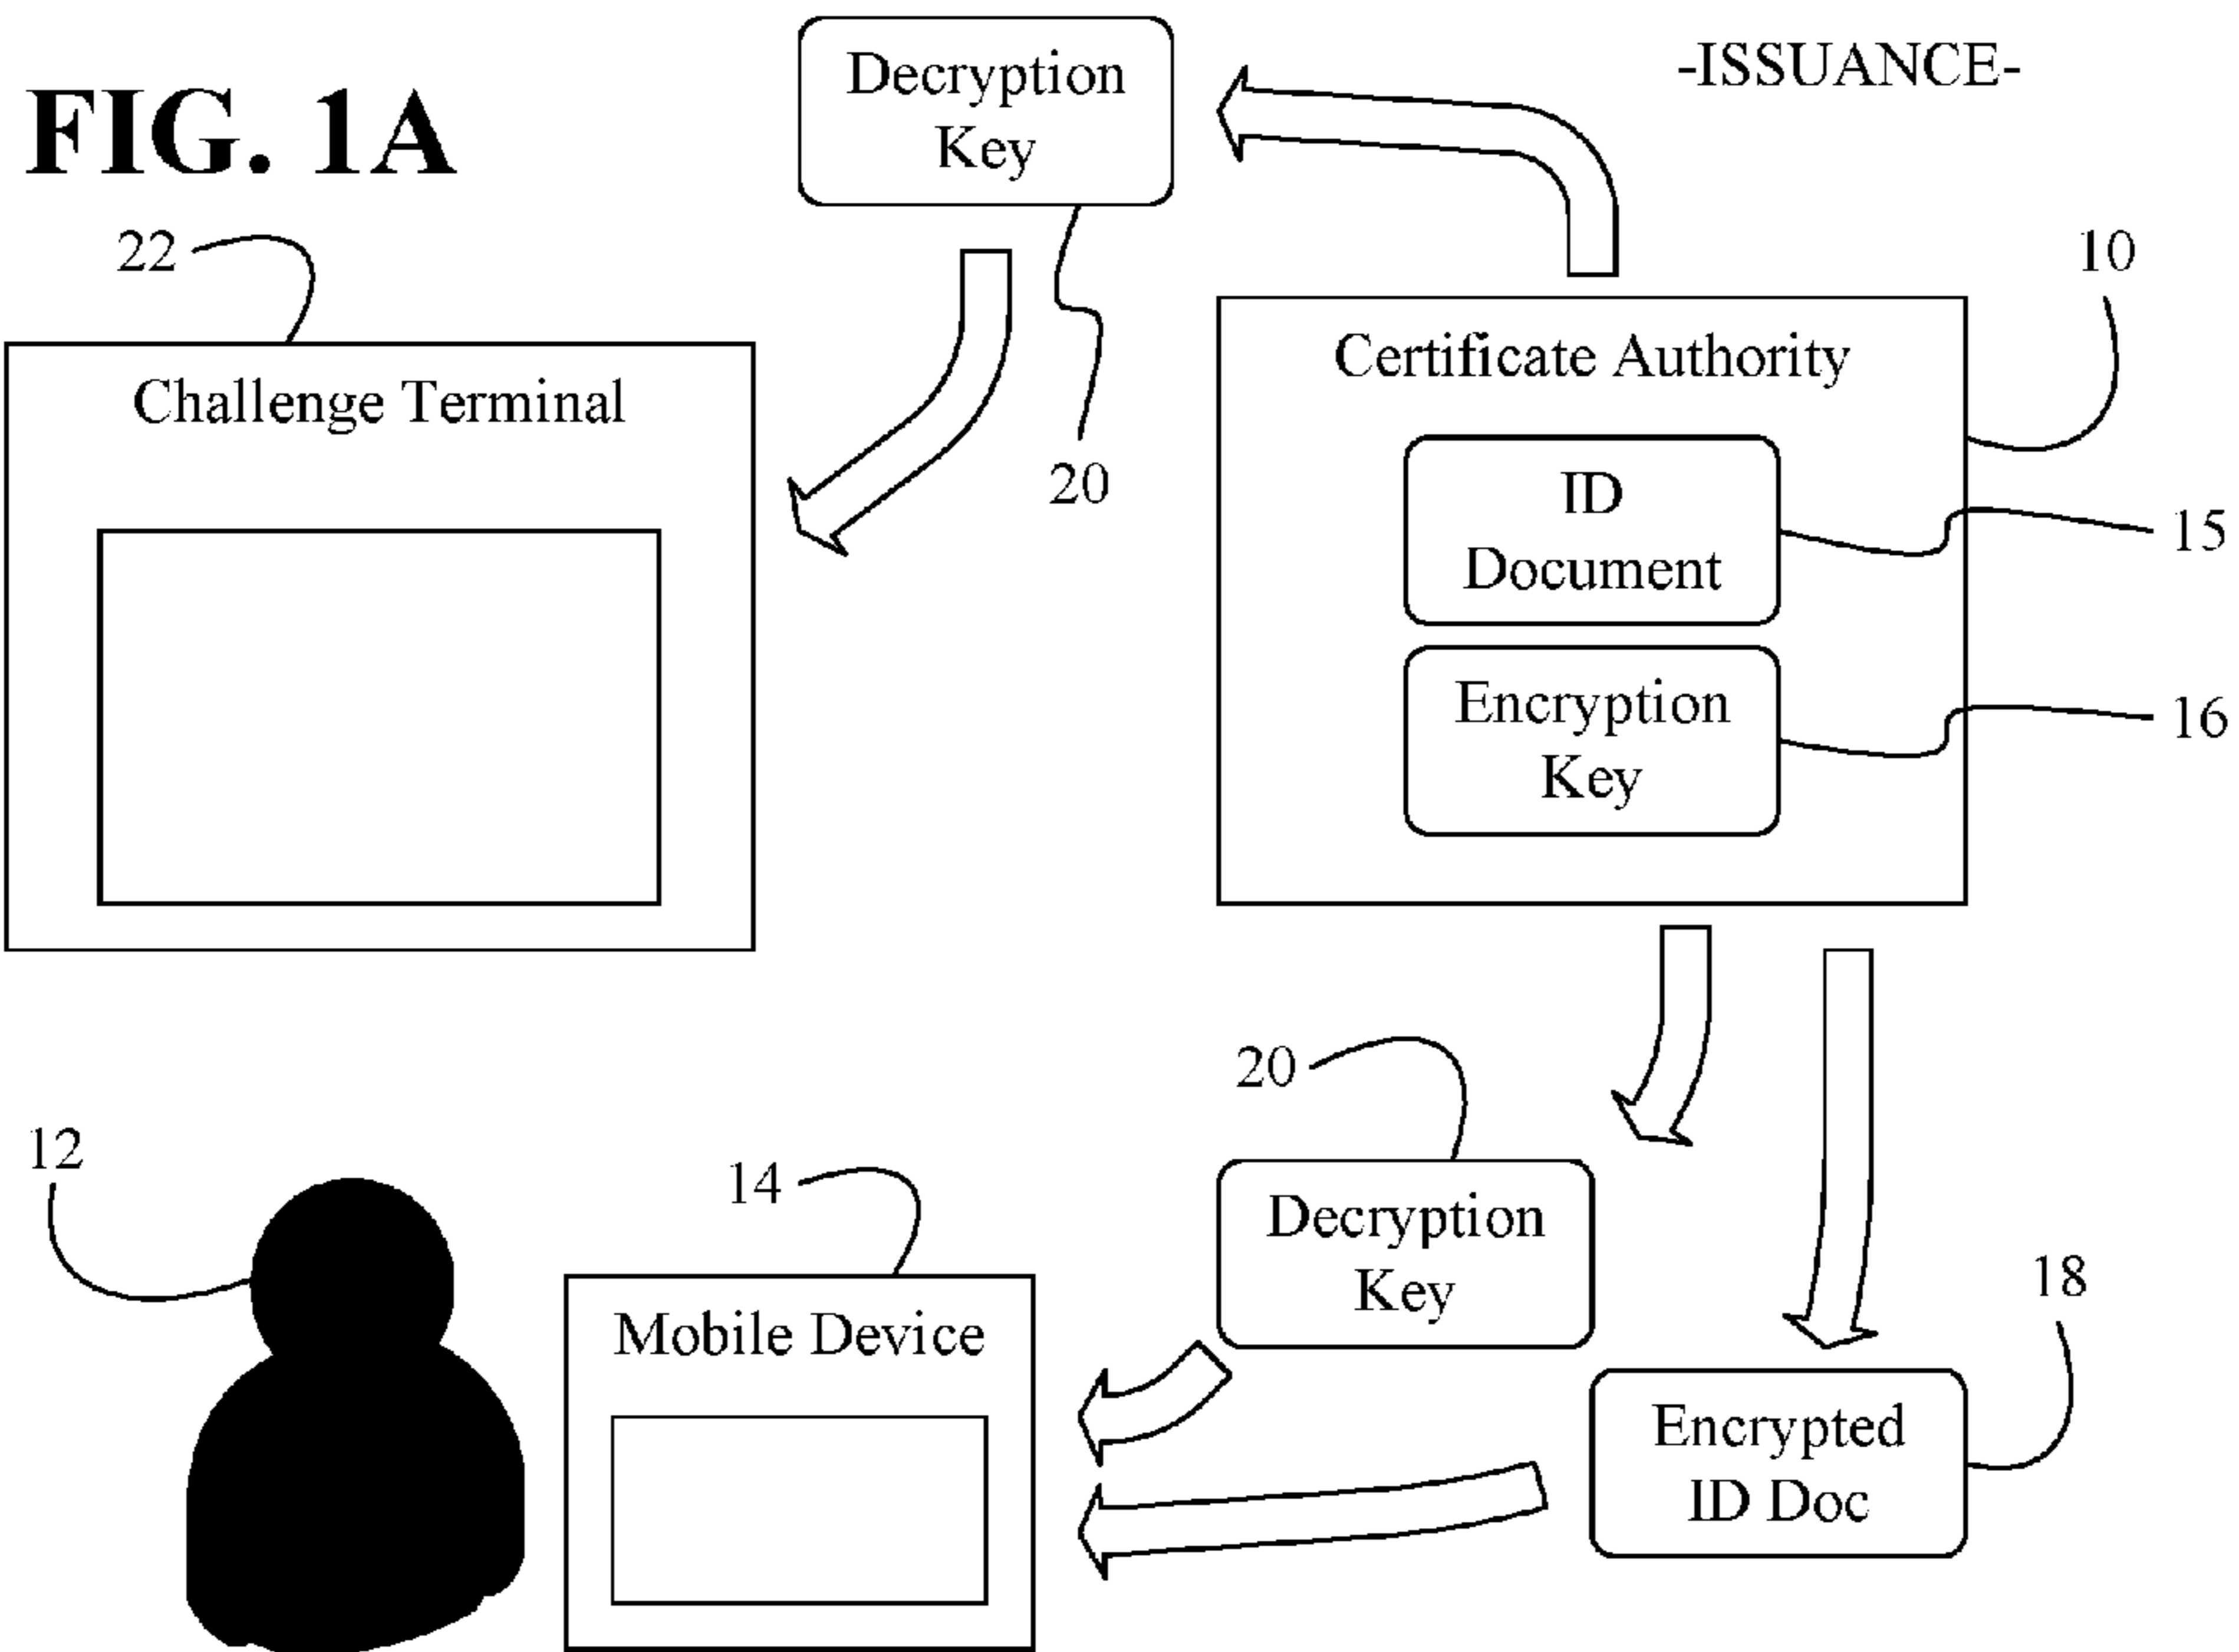 FIG. 1A
-ISSUANCE-
Decryption
Key
22
10
Certificate Authority
Challenge Terminal
20
ID
Document
15
Encryption
Key
16
20
12
14
Decryption
Key
18
Mobile Device
Encrypted
ID Doc